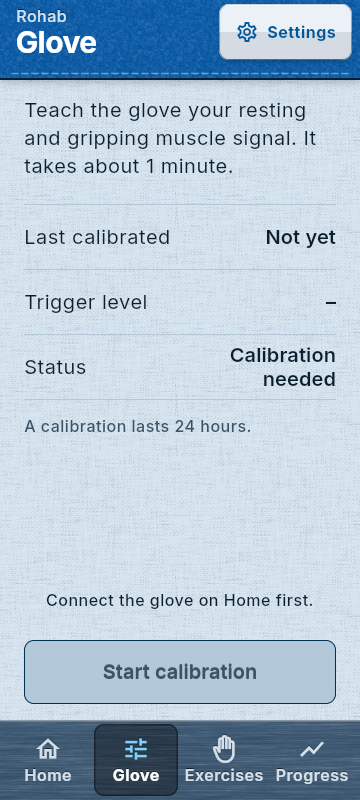 Rohab
Glove
Settings
Teach the glove your resting
and gripping muscle signal. It
takes about 1 minute.
Last calibrated
Not yet
Trigger level
–
Status
Calibration
needed
A calibration lasts 24 hours.
Connect the glove on Home first.
Start calibration
Home
Glove
Exercises
Progress